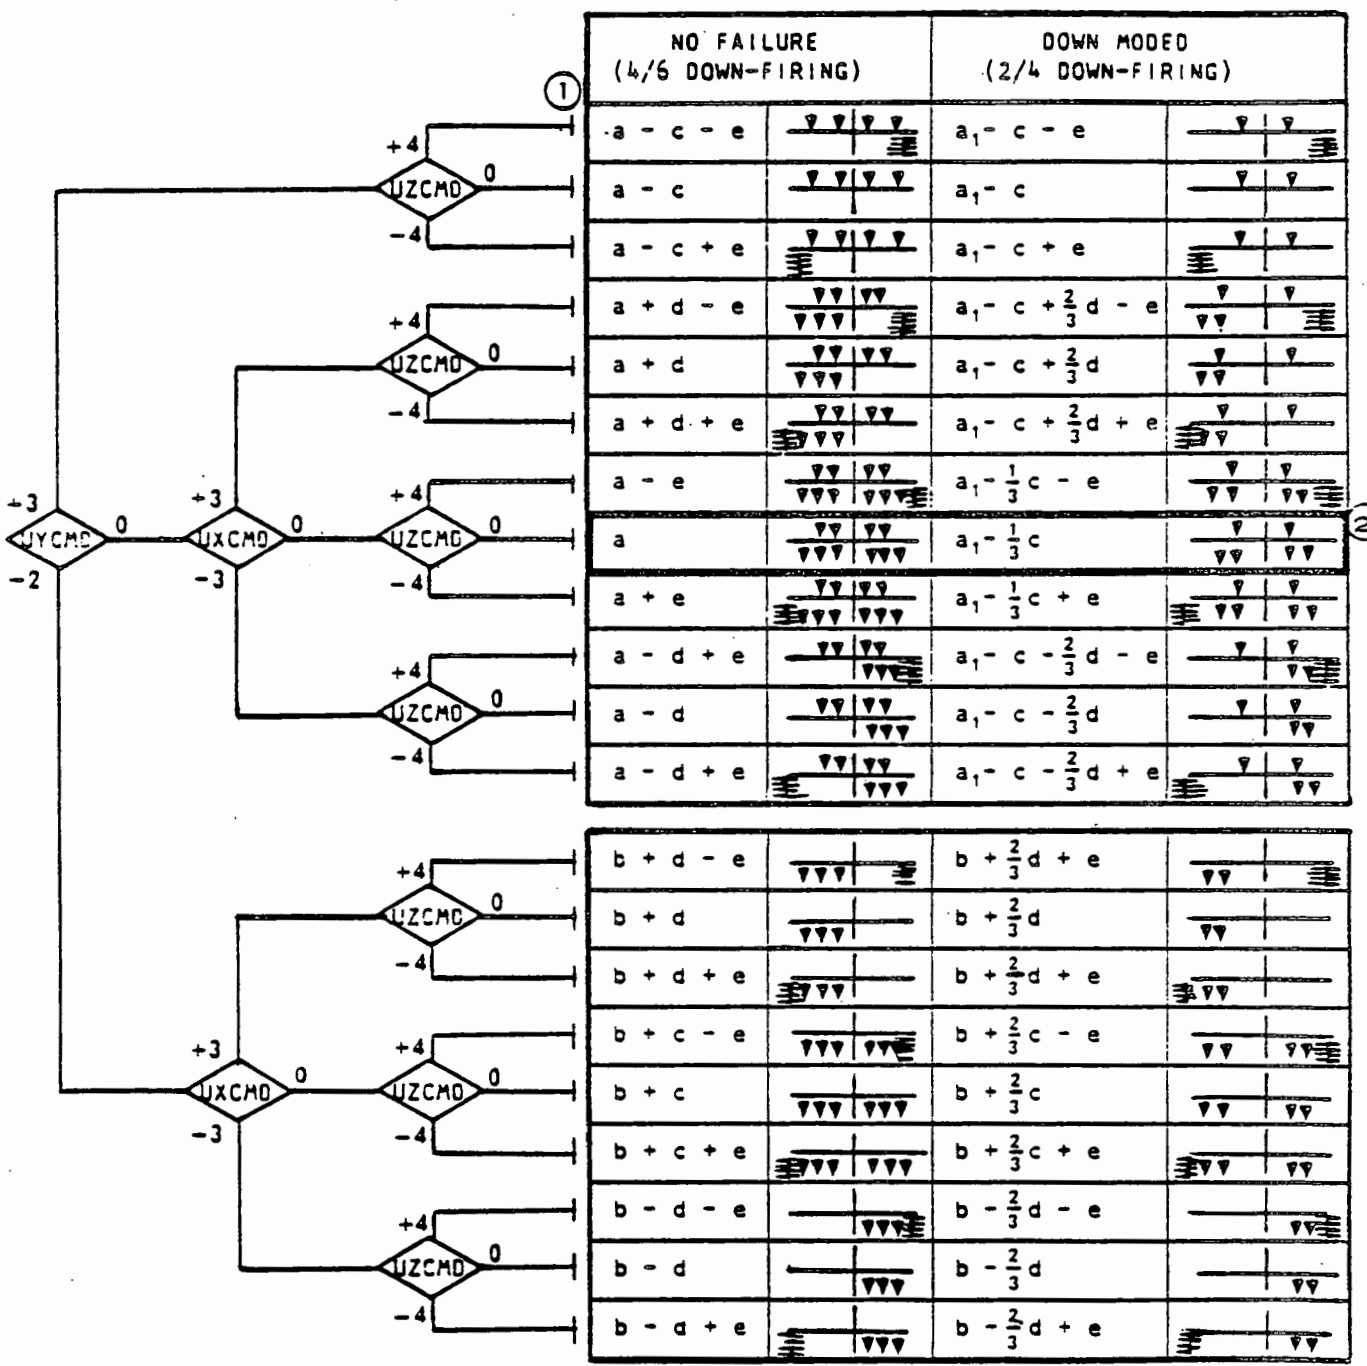 NO FAILURE
(4/6 DOWN-FIRING)
DOWN MODED
(2/4 DOWN-FIRING)
1
+4
UZCMD
0
-4
a - c - e
a₁- c - e
a - c
a₁- c
a - c + e
a₁- c + e
+4
UZCMD
0
-4
a + d - e
a₁- c + 2/3 d - e
a + d
a₁- c + 2/3 d
a + d + e
a₁- c + 2/3 d + e
+3
UYCMD
0
-2
+3
UXCMD
0
-3
+4
UZCMD
0
-4
a - e
a₁- 1/3 c - e
a
a₁- 1/3 c
2
a + e
a₁- 1/3 c + e
+4
UZCMD
0
-4
a - d + e
a₁- c - 2/3 d - e
a - d
a₁- c - 2/3 d
a - d + e
a₁- c - 2/3 d + e
+4
UZCMD
0
-4
b + d - e
b + 2/3 d + e
b + d
b + 2/3 d
b + d + e
b + 2/3 d + e
+3
UXCMD
0
-3
+4
UZCMD
0
-4
b + c - e
b + 2/3 c - e
b + c
b + 2/3 c
b + c + e
b + 2/3 c + e
+4
UZCMD
0
-4
b - d - e
b - 2/3 d - e
b - d
b - 2/3 d
b - d + e
b - 2/3 d + e